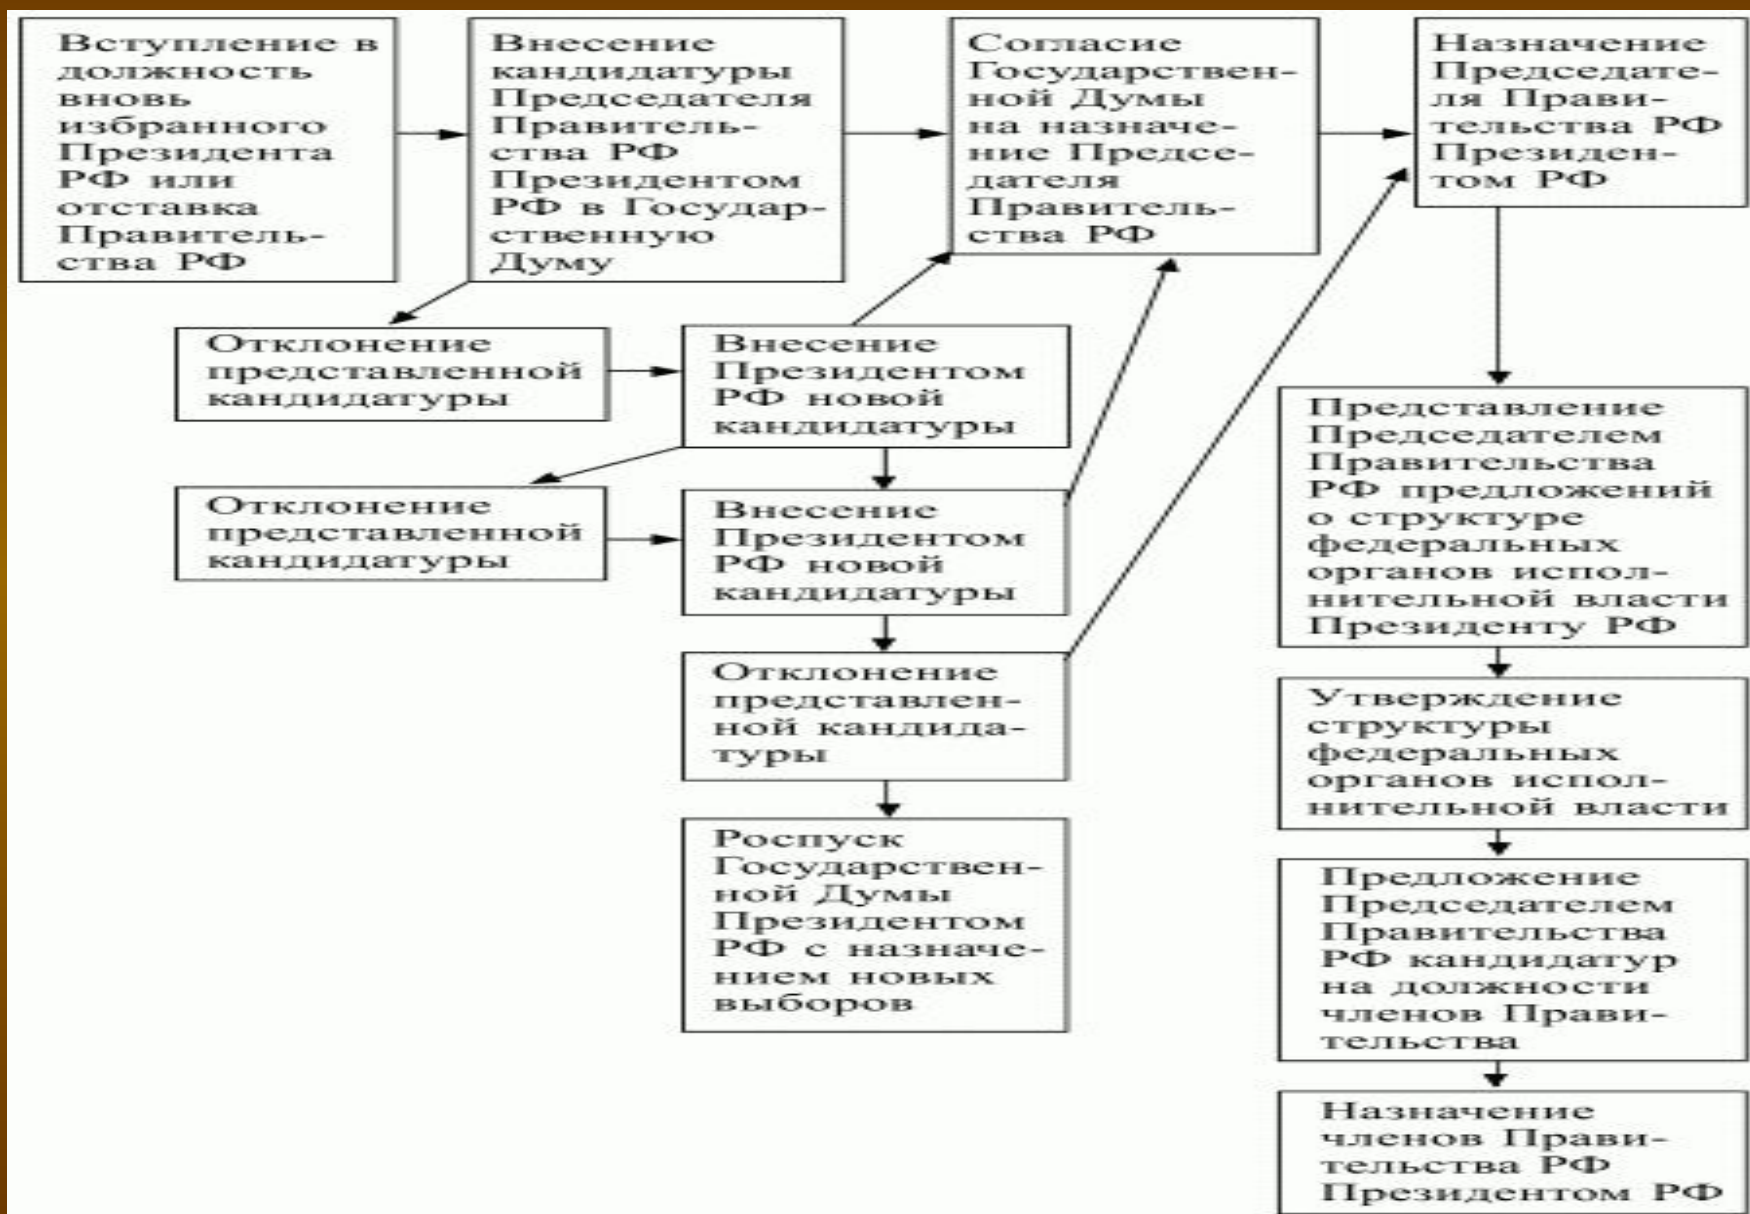 Вступление в
должность
вновь
избранного
Президента
РФ или
отставка
Правитель-
ства РФ
Внесение
кандидатуры
Председателя
Правитель-
ства РФ
Президентом
РФ в Государ-
ственную
Думу
Согласие
Государствен-
ной Думы
на назначе-
ние Предсе-
дателя
Правитель-
ства РФ
Назначение
Председате-
ля Прави-
тельства РФ
Президен-
том РФ
Отклонение
представленной
кандидатуры
Внесение
Президентом
РФ новой
кандидатуры
Отклонение
представленной
кандидатуры
Внесение
Президентом
РФ новой
кандидатуры
Отклонение
представлен-
ной кандида-
туры
Роспуск
Государствен-
ной Думы
Президентом
РФ с назначе-
нием новых
выборов
Представление
Председателем
Правительства
РФ предложений
о структуре
федеральных
органов испол-
нительной власти
Президенту РФ
Утверждение
структуры
федеральных
органов испол-
нительной власти
Предложение
Председателем
Правительства
РФ кандидатур
на должности
членов Прави-
тельства
Назначение
членов Прави-
тельства РФ
Президентом РФ